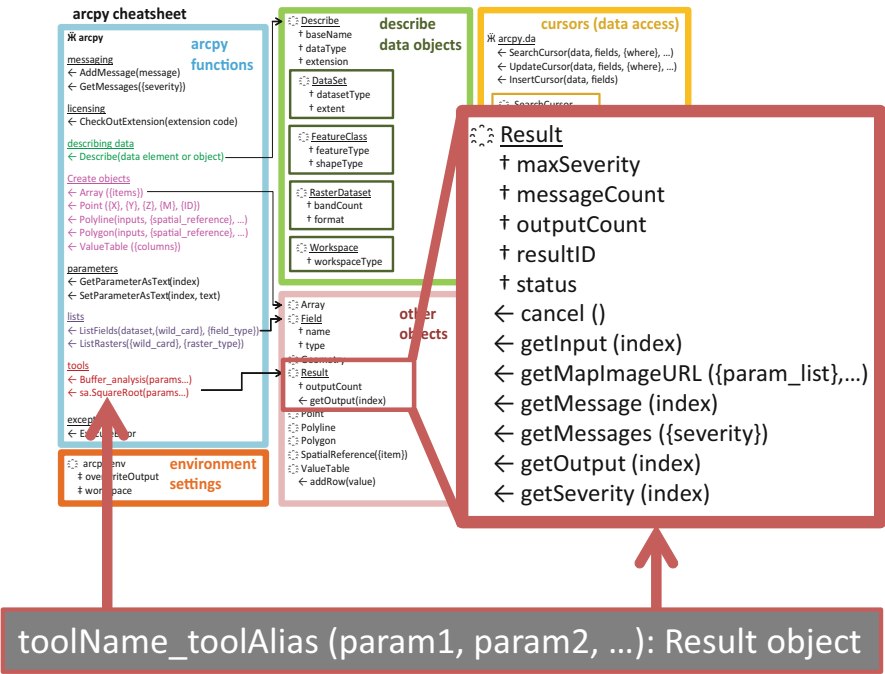 arcpy cheatsheet
Ӝ arcpy
arcpy
functions
messaging
← AddMessage(message)
← GetMessages({severity})
licensing
← CheckOutExtension(extension code)
describing data
← Describe(data element or object)
Create objects
← Array ({items})
← Point ({X}, {Y}, {Z}, {M}, {ID})
← Polyline(inputs, {spatial_reference}, ...)
← Polygon(inputs, {spatial_reference}, ...)
← ValueTable ({columns})
parameters
← GetParameterAsText(index)
← SetParameterAsText(index, text)
lists
← ListFields(dataset,{wild_card}, {field_type})
← ListRasters({wild_card}, {raster_type})
tools
← Buffer_analysis(params...)
← sa.SquareRoot(params...)
arcpy.env
‡ overwriteOutput
‡ workspace
environment
settings
Describe
† baseName
† dataType
† extension
describe
data objects
DataSet
† datasetType
† extent
FeatureClass
† featureType
† shapeType
RasterDataset
† bandCount
† format
Workspace
† workspaceType
Array
Field
† name
† type
other
objects
Geometry
Result
† outputCount
← getOutput(index)
Point
Polyline
Polygon
SpatialReference({item})
ValueTable
← addRow(value)
cursors (data access)
Ӝ arcpy.da
← SearchCursor(data, fields, {where}, ...)
← UpdateCursor(data, fields, {where}, ...)
← InsertCursor(data, fields)
SearchCursor
Result
† maxSeverity
† messageCount
† outputCount
† resultID
† status
← cancel ()
← getInput (index)
← getMapImageURL ({param_list},...)
← getMessage (index)
← getMessages ({severity})
← getOutput (index)
← getSeverity (index)
toolName_toolAlias (param1, param2, ...): Result object